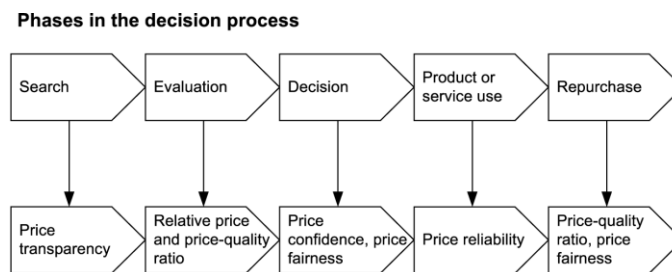 Phases in the decision process
Search
Evaluation
Decision
Product or
service use
Repurchase
Price
transparency
Relative price
and price-quality
ratio
Price
confidence, price
fairness
Price reliability
Price-quality
ratio, price
fairness